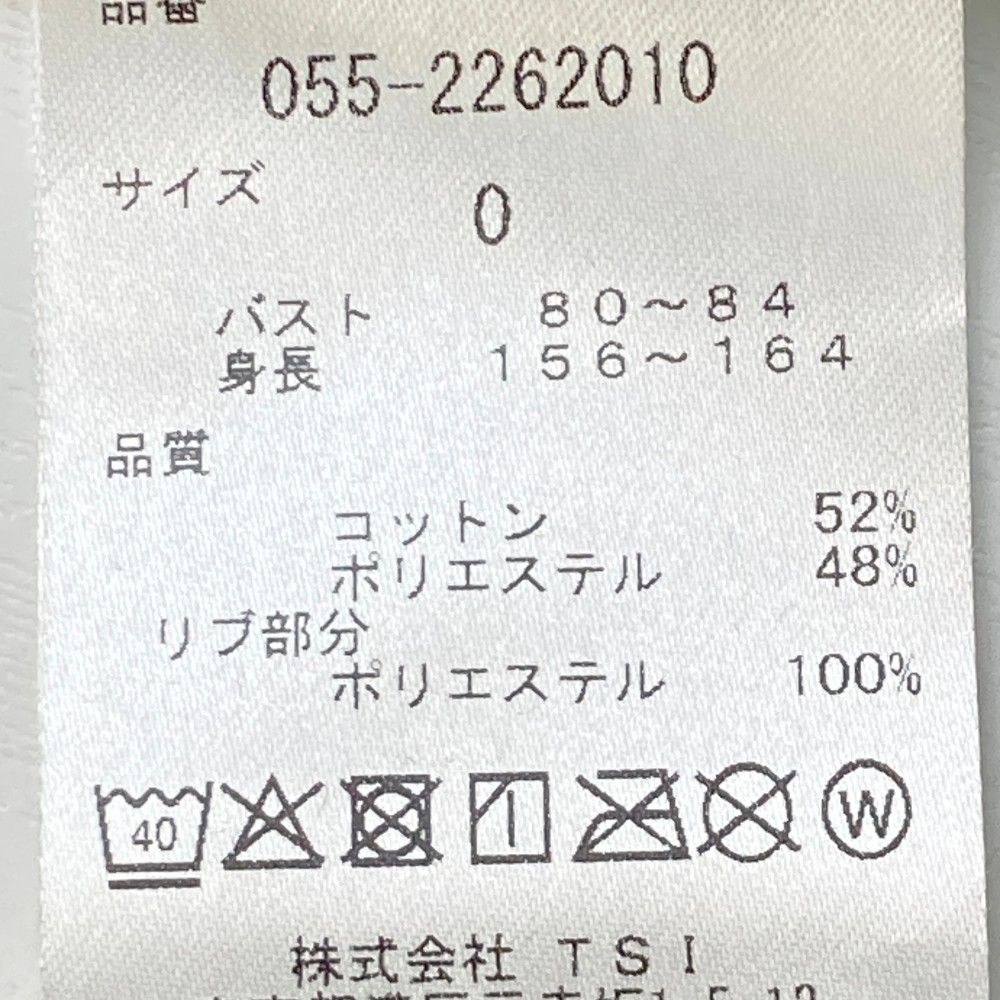 品番
055-2262010
サイズ 0
バスト 80～84
身長 156～164
品質
コットン 52%
ポリエステル 48%
リブ部分
ポリエステル 100%
40 W
株式会社 TSI